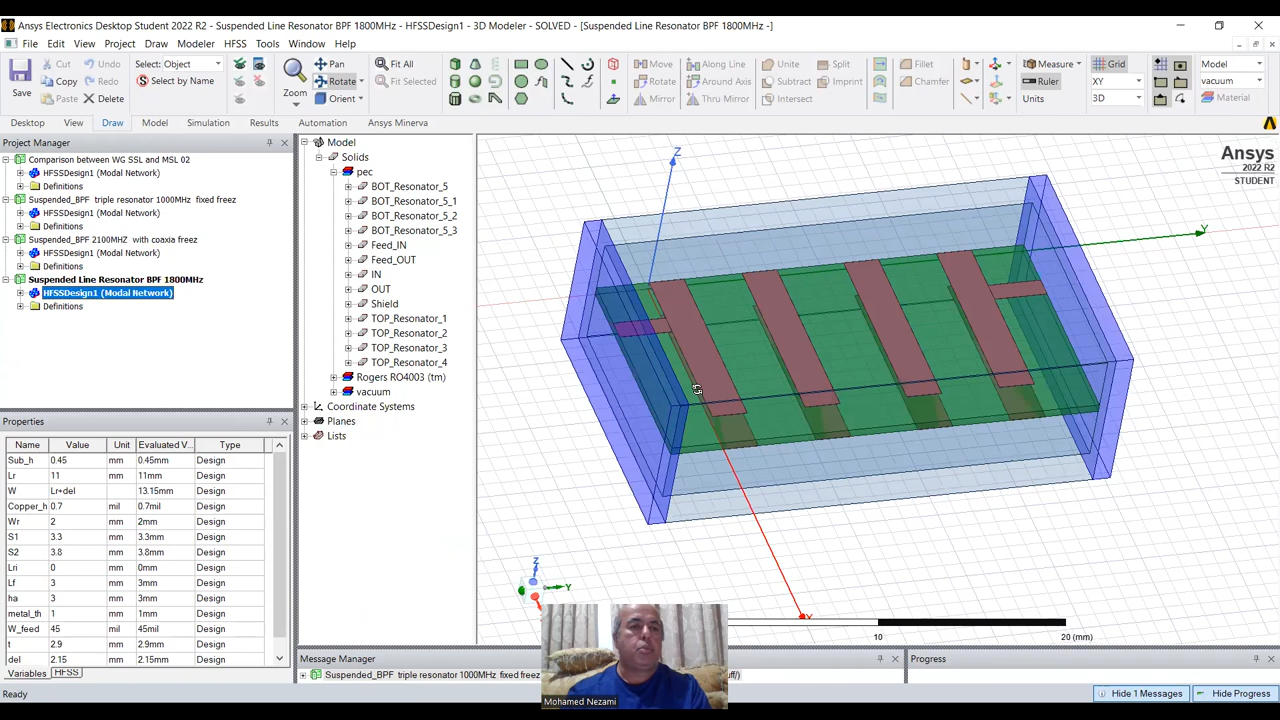 Ansys Electronics Desktop Student 2022 R2 - Suspended Line Resonator BPF 1800MHz - HFSSDesign1 - 3D Modeler - SOLVED - [Suspended Line Resonator BPF 1800MHz -]
File Edit View Project Draw Modeler HFSS Tools Window Help
Save
Cut Undo
Copy Redo
Paste Delete
Select: Object
Select by Name
Zoom
Pan
Rotate
Orient
Fit All
Fit Selected
Move Along Line
Rotate Around Axis
Mirror Thru Mirror
Unite Split
Subtract Imprint
Intersect
Fillet
Chamfer
Measure
Ruler
Units
Grid
XY
3D
Model
vacuum
Material
Desktop View Draw Model Simulation Results Automation Ansys Minerva
Project Manager
Comparison between WG SSL and MSL 02
HFSSDesign1 (Modal Network)
Definitions
Suspended_BPF triple resonator 1000MHz fixed freez
HFSSDesign1 (Modal Network)
Definitions
Suspended_BPF 2100MHZ with coaxia freez
HFSSDesign1 (Modal Network)
Definitions
Suspended Line Resonator BPF 1800MHz
HFSSDesign1 (Modal Network)
Definitions
Properties
Name Value Unit Evaluated V... Type
Sub_h 0.45 mm 0.45mm Design
Lr 11 mm 11mm Design
W Lr+del 13.15mm Design
Copper_h 0.7 mil 0.7mil Design
Wr 2 mm 2mm Design
S1 3.3 mm 3.3mm Design
S2 3.8 mm 3.8mm Design
Lri 0 mm 0mm Design
Lf 3 mm 3mm Design
ha 3 mm 3mm Design
metal_th 1 mm 1mm Design
W_feed 45 mil 45mil Design
t 2.9 mm 2.9mm Design
del 2.15 mm 2.15mm Design
Variables HFSS
Model
Solids
pec
BOT_Resonator_5
BOT_Resonator_5_1
BOT_Resonator_5_2
BOT_Resonator_5_3
Feed_IN
Feed_OUT
IN
OUT
Shield
TOP_Resonator_1
TOP_Resonator_2
TOP_Resonator_3
TOP_Resonator_4
Rogers RO4003 (tm)
vacuum
Coordinate Systems
Planes
Lists
Ansys
2022 R2
STUDENT
Z
Y
X
Z
Y
10 20 (mm)
Message Manager
Suspended_BPF triple resonator 1000MHz fixed freez
Progress
Mohamed Nezami
Ready
Hide 1 Messages
Hide Progress